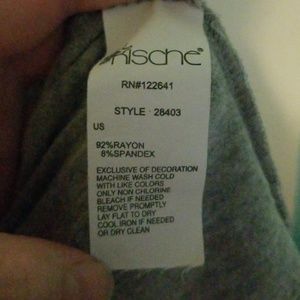 Kische
RN#122641
STYLE · 28403
US
92%RAYON
8%SPANDEX
EXCLUSIVE OF DECORATION
MACHINE WASH COLD
WITH LIKE COLORS
ONLY NON CHLORINE
BLEACH IF NEEDED
REMOVE PROMPTLY
LAY FLAT TO DRY
COOL IRON IF NEEDED
OR DRY CLEAN